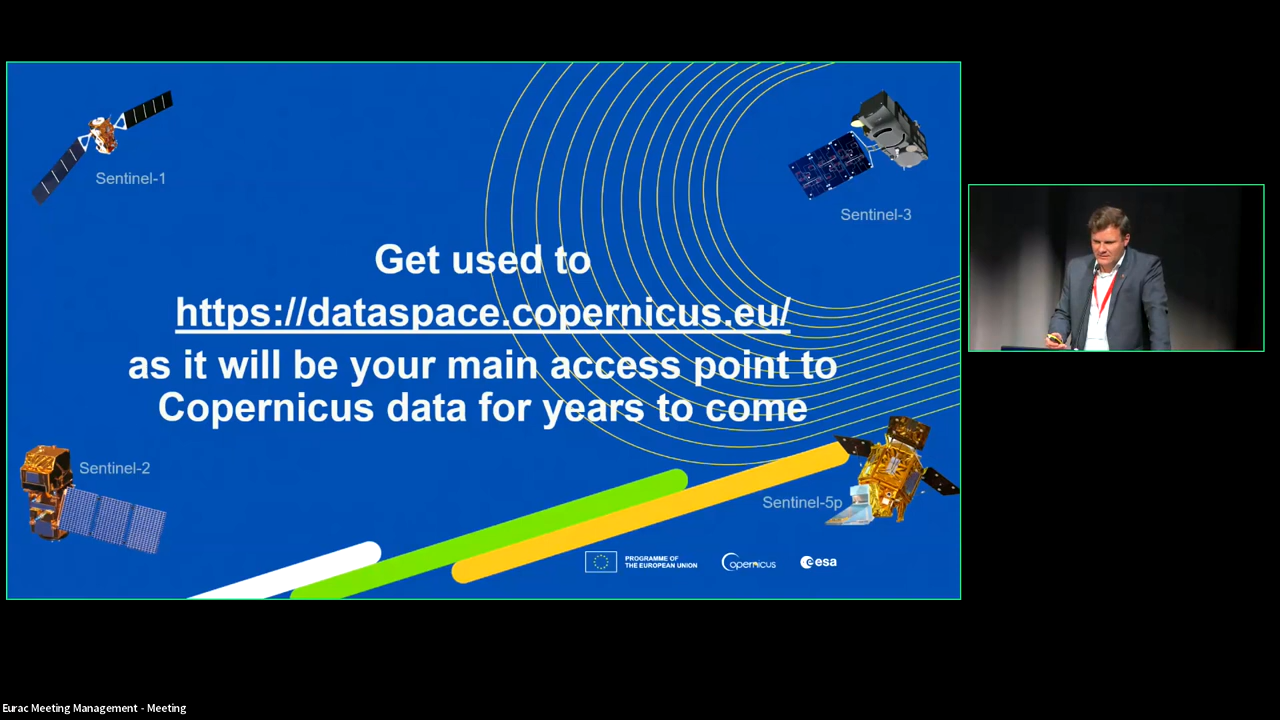 Sentinel-1
Sentinel-3
Get used to
https://dataspace.copernicus.eu/
as it will be your main access point to
Copernicus data for years to come
Sentinel-2
Sentinel-5p
PROGRAMME OF
THE EUROPEAN UNION
opernicus
esa
Eurac Meeting Management - Meeting